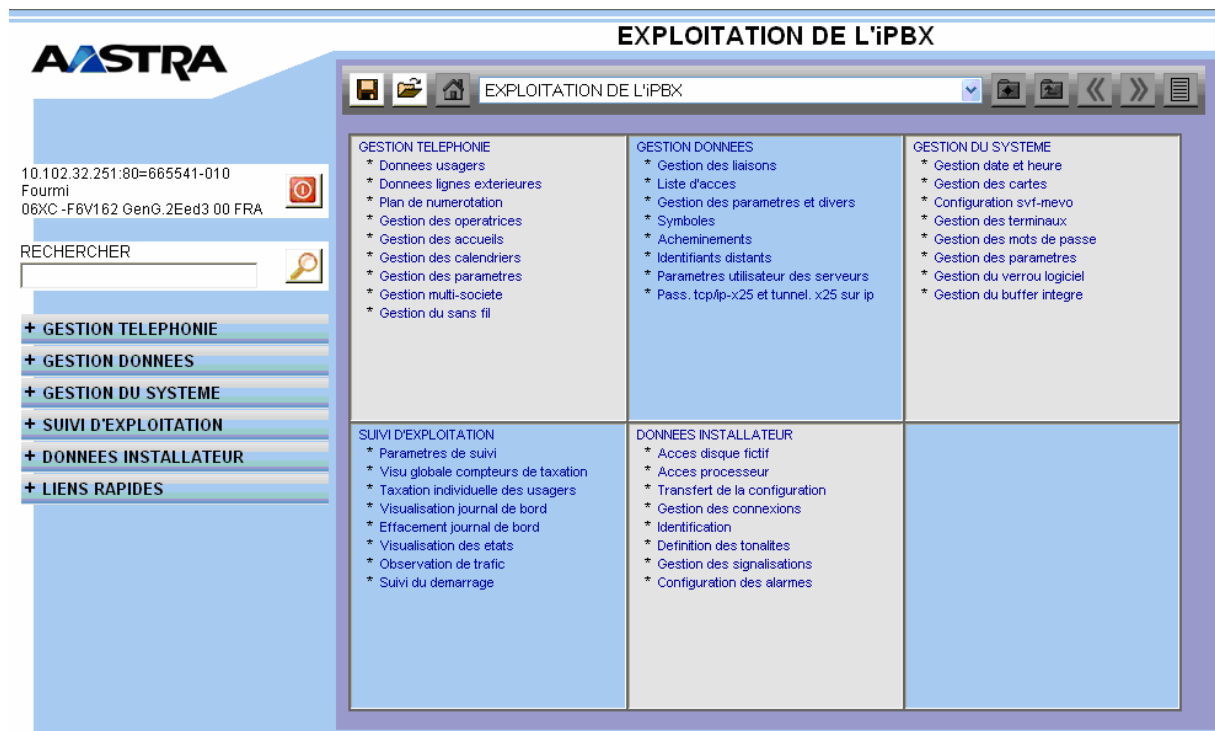 EXPLOITATION DE L'iPBX
AASTRA
EXPLOITATION DE L'iPBX
10.102.32.251:80=665541-010
Fourmi
06XC -F6V162 GenG.2Eed3 00 FRA
RECHERCHER
+ GESTION TELEPHONIE
+ GESTION DONNEES
+ GESTION DU SYSTEME
+ SUIVI D'EXPLOITATION
+ DONNEES INSTALLATEUR
+ LIENS RAPIDES
GESTION TELEPHONIE
* Donnees usagers
* Donnees lignes exterieures
* Plan de numerotation
* Gestion des operatrices
* Gestion des accueils
* Gestion des calendriers
* Gestion des parametres
* Gestion multi-societe
* Gestion du sans fil
GESTION DONNEES
* Gestion des liaisons
* Liste d'acces
* Gestion des parametres et divers
* Symboles
* Acheminements
* Identifiants distants
* Parametres utilisateur des serveurs
* Pass. tcp/ip-x25 et tunnel. x25 sur ip
GESTION DU SYSTEME
* Gestion date et heure
* Gestion des cartes
* Configuration svf-mevo
* Gestion des terminaux
* Gestion des mots de passe
* Gestion des parametres
* Gestion du verrou logiciel
* Gestion du buffer integre
SUIVI D'EXPLOITATION
* Parametres de suivi
* Visu globale compteurs de taxation
* Taxation individuelle des usagers
* Visualisation journal de bord
* Effacement journal de bord
* Visualisation des etats
* Observation de trafic
* Suivi du demarrage
DONNEES INSTALLATEUR
* Acces disque fictif
* Acces processeur
* Transfert de la configuration
* Gestion des connexions
* Identification
* Definition des tonalites
* Gestion des signalisations
* Configuration des alarmes